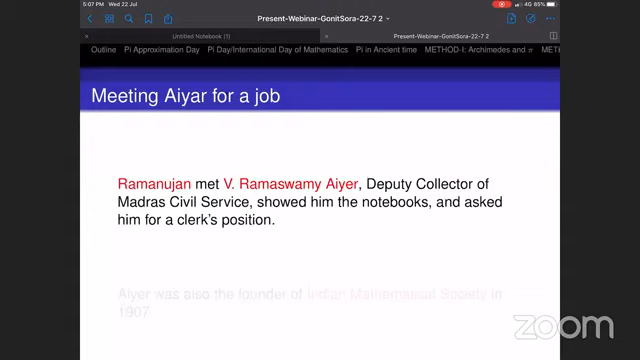 5:07 PM Wed 22 Jul
Present-Webinar-GonitSora-22-7 2
4G 85%
Untitled Notebook (1)
Present-Webinar-GonitSora-22-7 2
Outline Pi Approximation Day Pi Day/International Day of Mathematics Pi in Ancient time METHOD-I: Archimedes and π METH
Meeting Aiyar for a job
Ramanujan met V. Ramaswamy Aiyer, Deputy Collector of
Madras Civil Service, showed him the notebooks, and asked
him for a clerk's position.
Aiyer was also the founder of Indian Mathematical Society in
1907
zoom